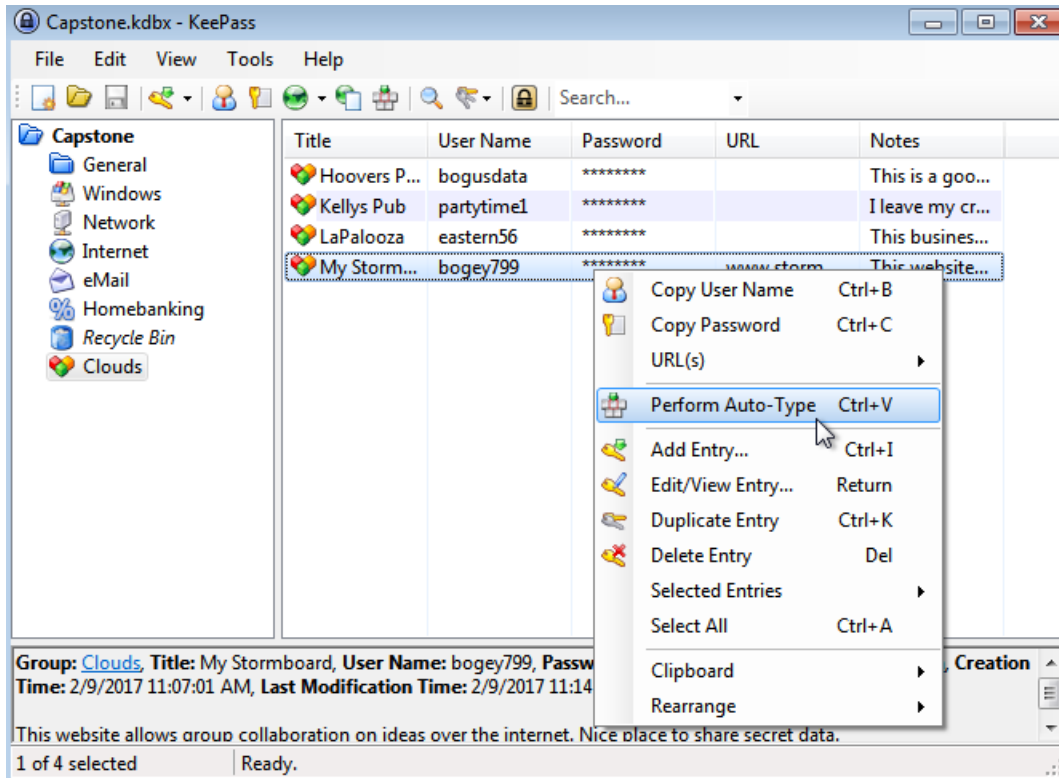 Capstone.kdbx - KeePass
File Edit View Tools Help
Search...
Capstone
General
Windows
Network
Internet
eMail
Homebanking
Recycle Bin
Clouds
Title User Name Password URL Notes
Hoovers P... bogusdata ******** This is a goo...
Kellys Pub partytime1 ******** I leave my cr...
LaPalooza eastern56 ******** This busines...
My Storm... bogey799 ******** www.storm This website...
Copy User Name Ctrl+B
Copy Password Ctrl+C
URL(s)
Perform Auto-Type Ctrl+V
Add Entry... Ctrl+I
Edit/View Entry... Return
Duplicate Entry Ctrl+K
Delete Entry Del
Selected Entries
Select All Ctrl+A
Clipboard
Rearrange
Group: Clouds, Title: My Stormboard, User Name: bogey799, Passw , Creation
Time: 2/9/2017 11:07:01 AM, Last Modification Time: 2/9/2017 11:14
This website allows group collaboration on ideas over the internet. Nice place to share secret data.
1 of 4 selected Ready.